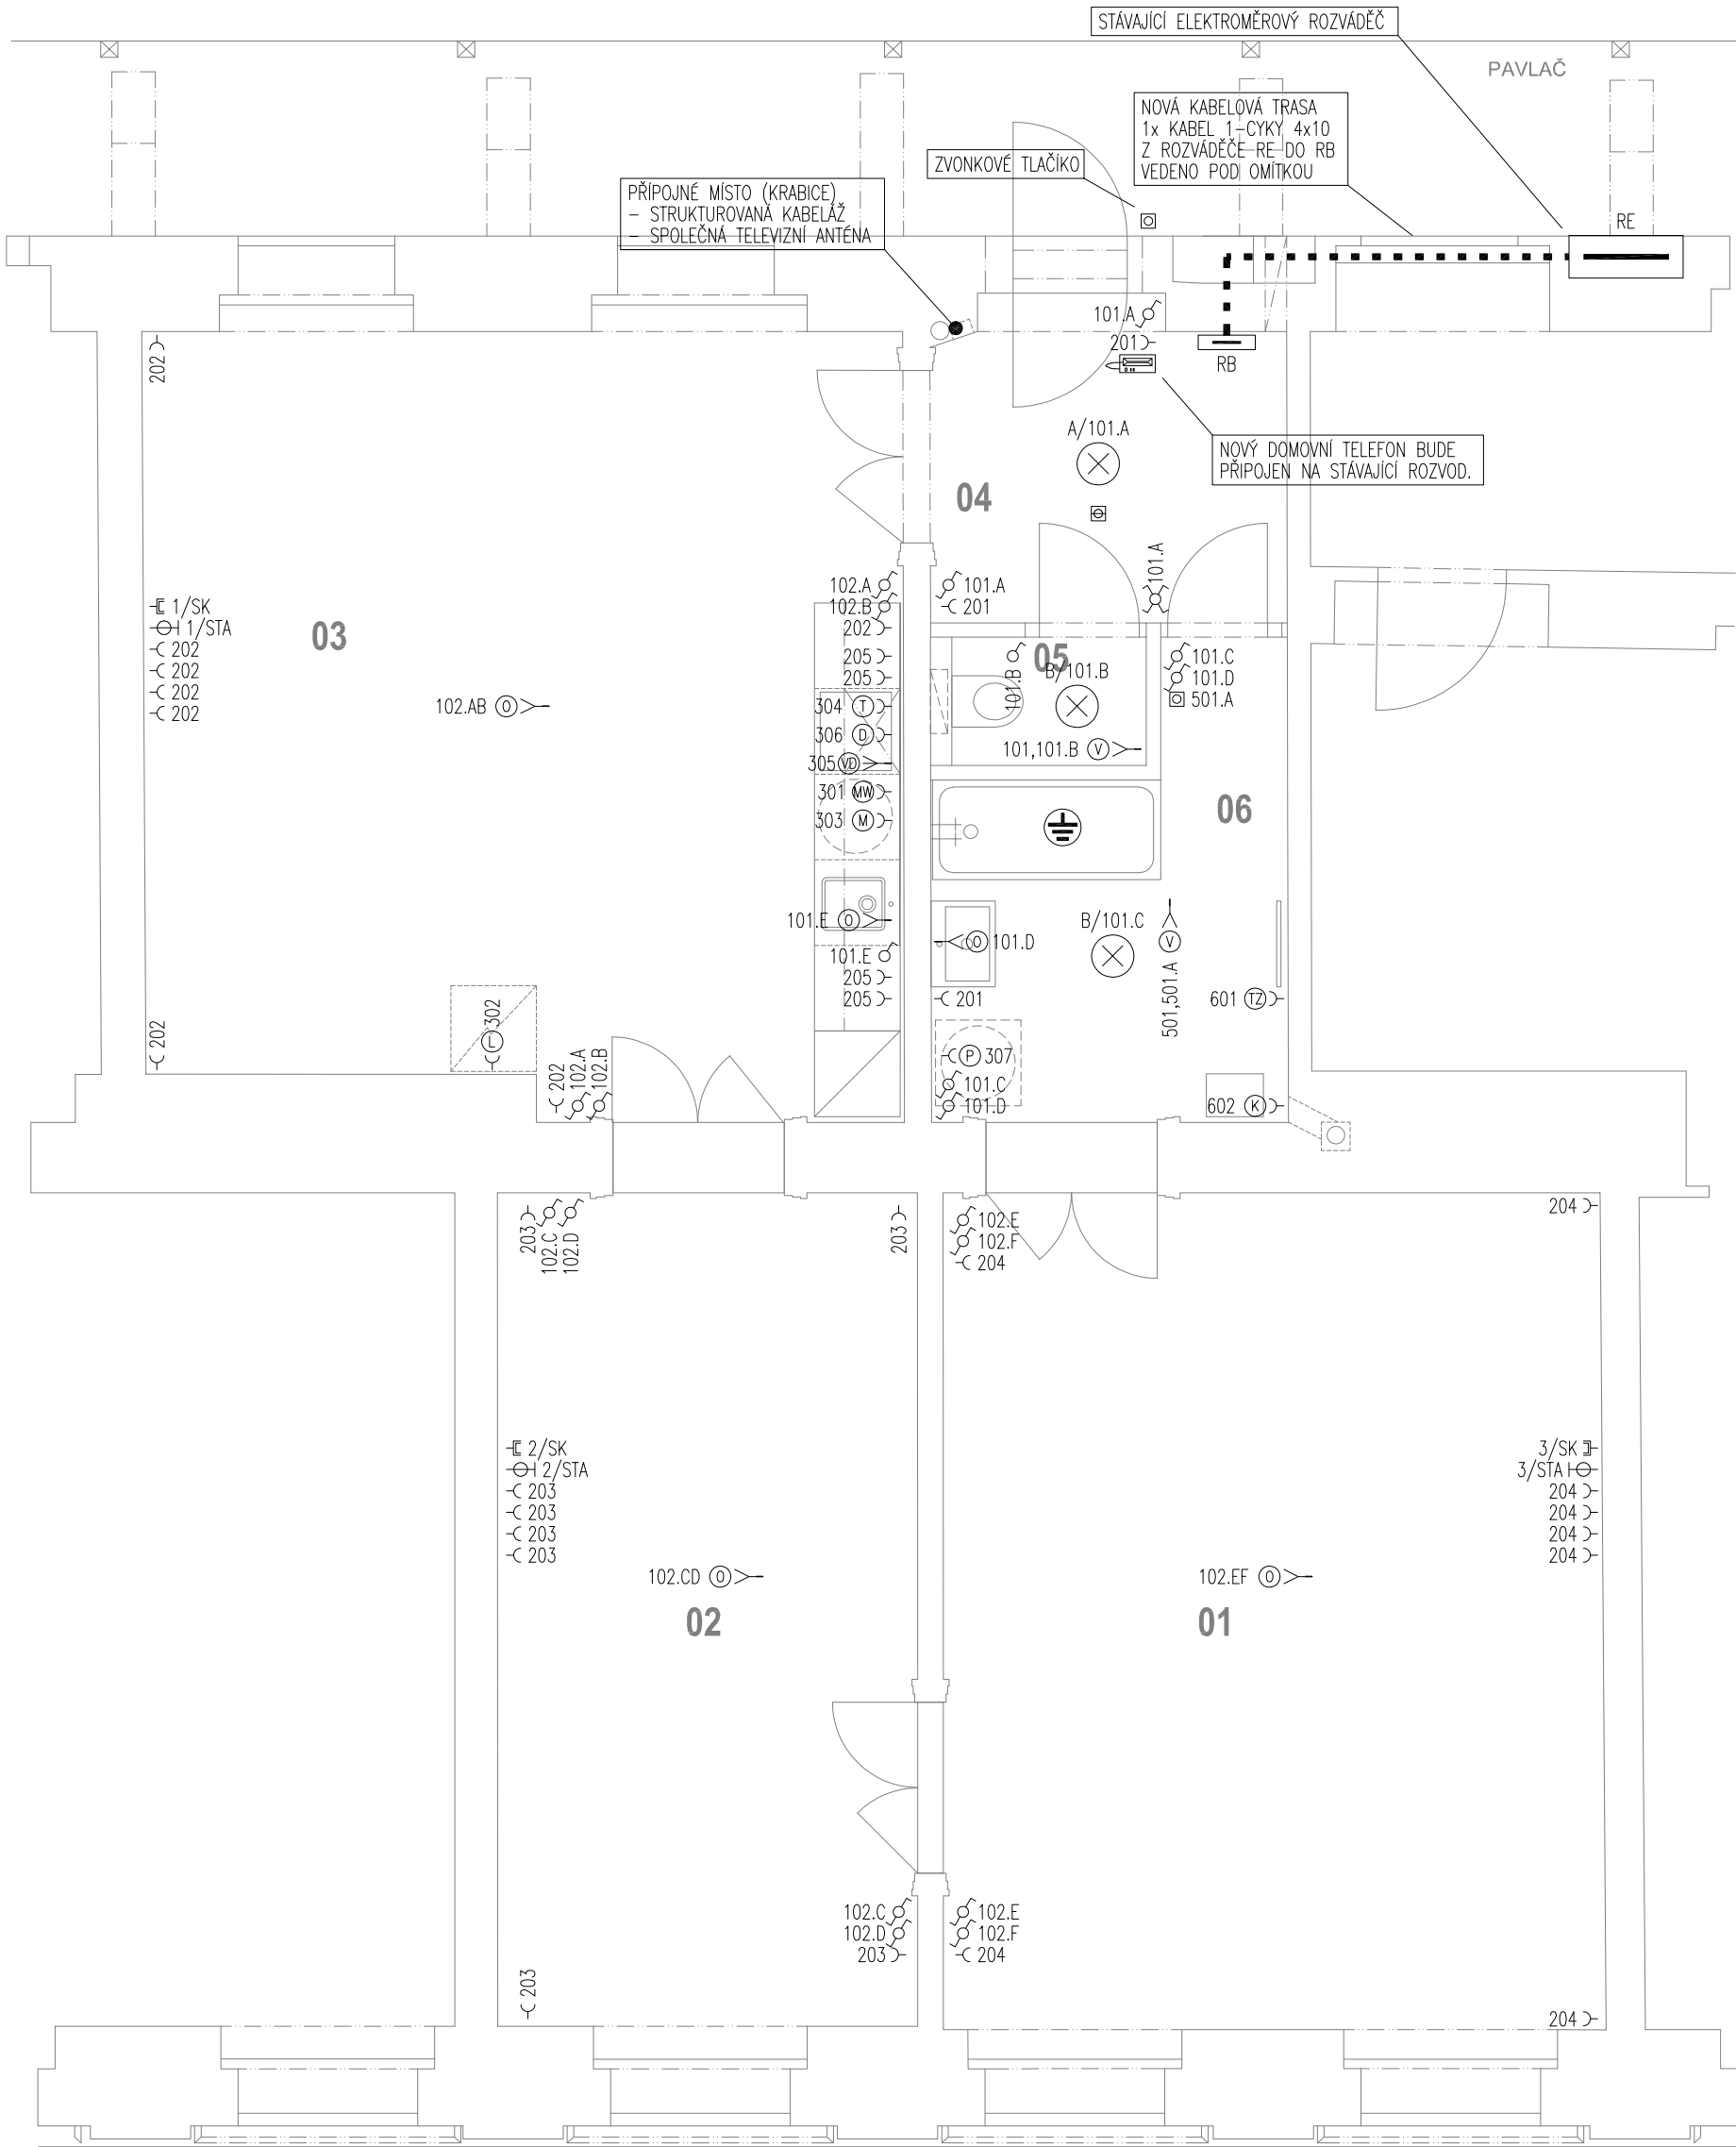 STÁVAJÍCÍ ELEKTROMĚROVÝ ROZVÁDĚČ
PAVLAČ
NOVÁ KABELOVÁ TRASA
1x KABEL 1-CYKY 4x10
Z ROZVÁDĚČE RE DO RB
VEDENO POD OMÍTKOU
ZVONKOVÉ TLAČÍKO
PŘÍPOJNÉ MÍSTO (KRABICE)
- STRUKTUROVANÁ KABELÁŽ
- SPOLEČNÁ TELEVIZNÍ ANTÉNA
RE
101.A
201
RB
202
A/101.A
NOVÝ DOMOVNÍ TELEFON BUDE
PŘIPOJEN NA STÁVAJÍCÍ ROZVOD.
04
101.A
102.A
101.A
102.B
201
202
1/SK
1/STA
202
202
202
202
03
205
205
05
101.B
B/101.B
101.C
101.D
501.A
102.AB O
304 T
306 D
305 VD
101,101.B V
301 MW
303 M
06
101.E O
O 101.D
B/101.C
501,501.A V
101.E
205
205
201
601 TZ
202
L 302
202
102.A
102.B
P 307
101.C
101.D
602 K
203
102.C
102.D
203
102.E
102.F
204
204
2/SK
2/STA
203
203
203
203
3/SK
3/STA
204
204
204
204
102.CD O
102.EF O
02
01
102.C
102.D
203
102.E
102.F
204
203
204